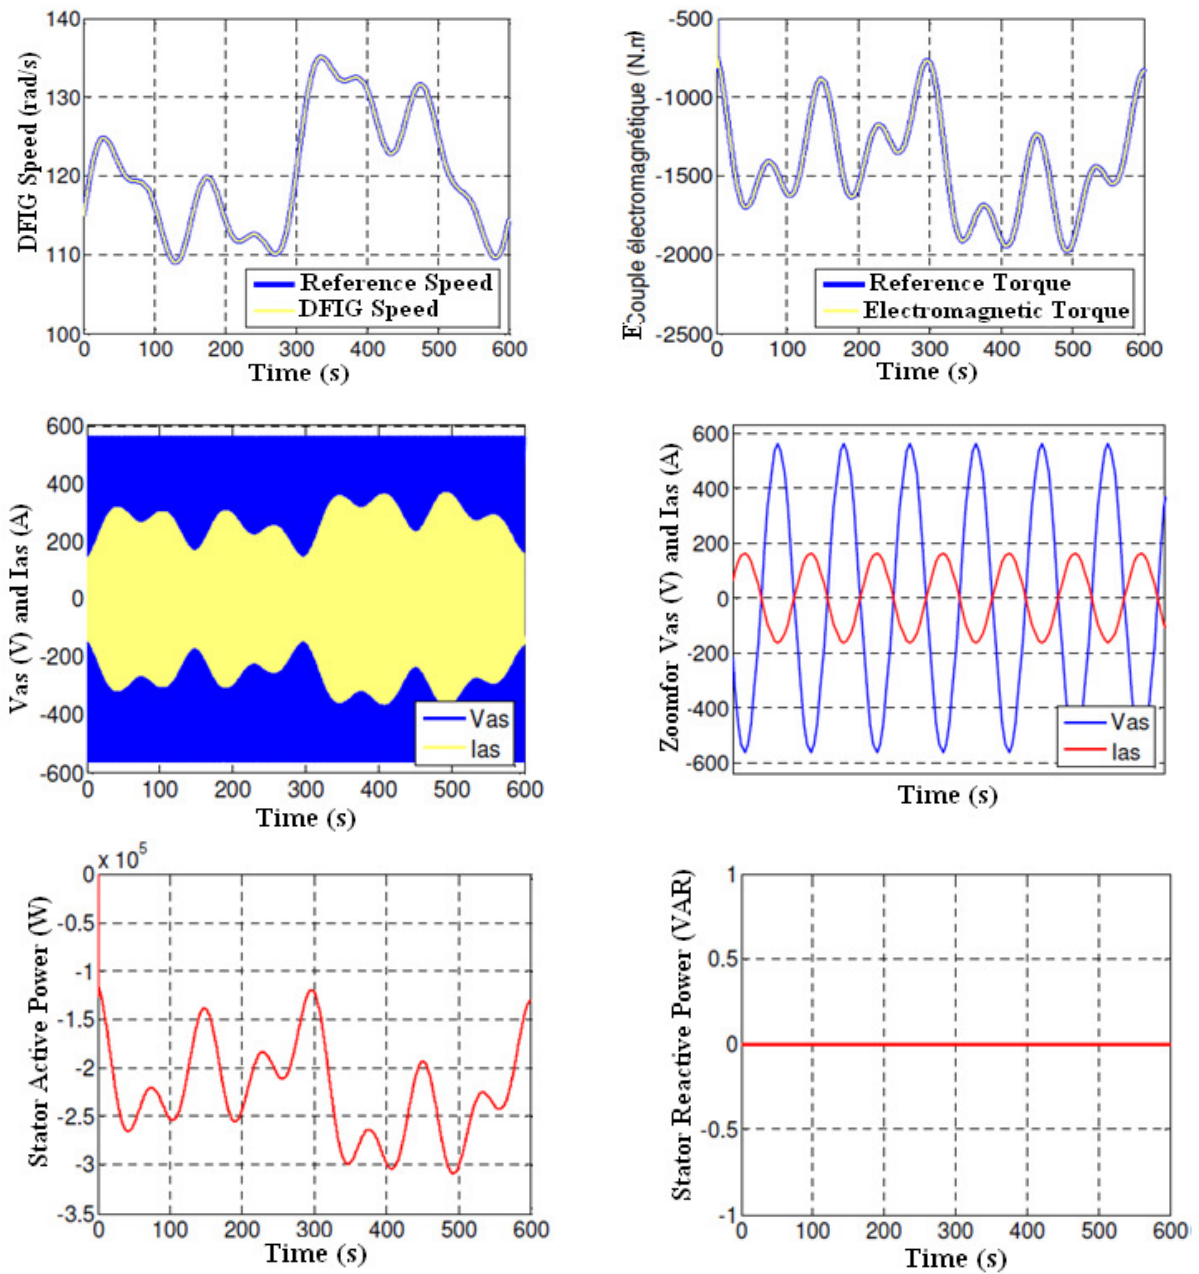 DFIG Speed (rad/s)
140
130
120
110
100
Reference Speed
DFIG Speed
0 100 200 300 400 500 600
Time (s)
Couple électromagnétique (N.m
-500
-1000
-1500
-2000
-2500
Reference Torque
Electromagnetic Torque
0 100 200 300 400 500 600
Time (s)
Vas (V) and Ias (A)
600
400
200
0
-200
-400
-600
Vas
Ias
0 100 200 300 400 500 600
Time (s)
Zoomfor Vas (V) and Ias (A)
600
400
200
0
-200
-400
-600
Vas
Ias
Time (s)
Stator Active Power (W)
x 10^5
0
-0.5
-1
-1.5
-2
-2.5
-3
-3.5
0 100 200 300 400 500 600
Time (s)
Stator Reactive Power (VAR)
1
0.5
0
-0.5
-1
0 100 200 300 400 500 600
Time (s)